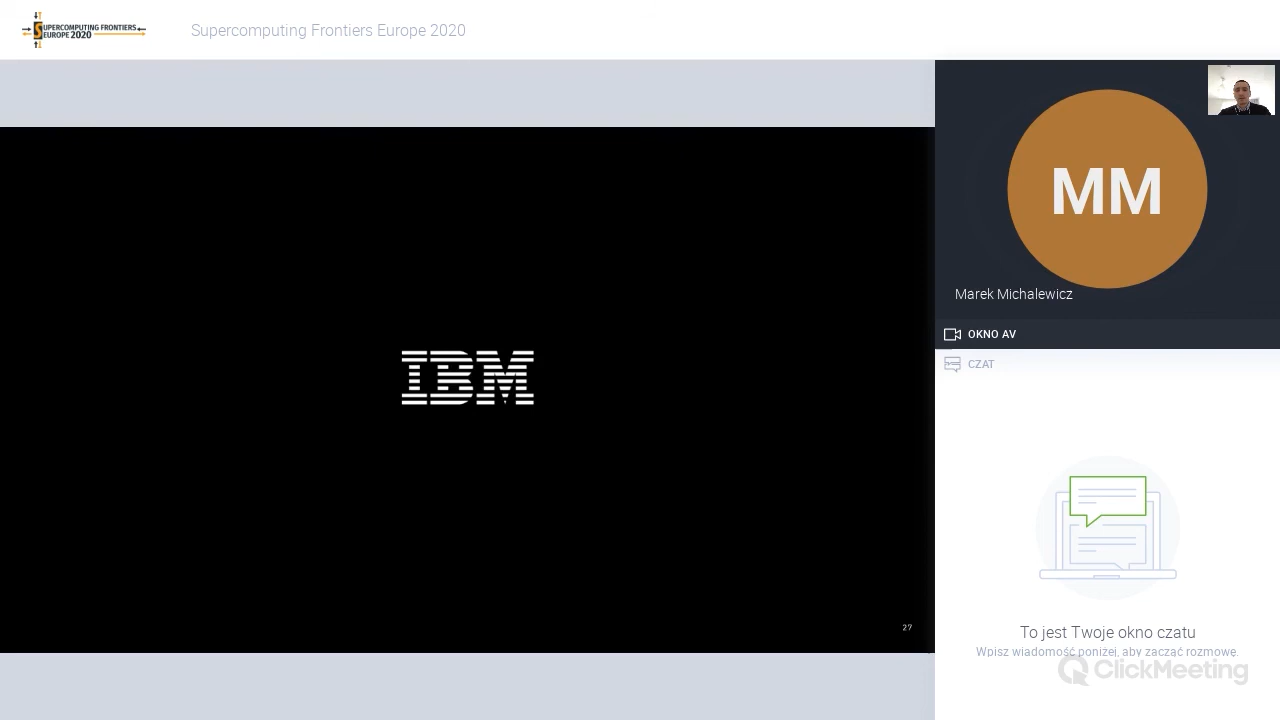 SUPERCOMPUTING FRONTIERS
EUROPE 2020
Supercomputing Frontiers Europe 2020
MM
Marek Michalewicz
OKNO AV
CZAT
IBM
27
To jest Twoje okno czatu
Wpisz wiadomość poniżej, aby zacząć rozmowę.
ClickMeeting